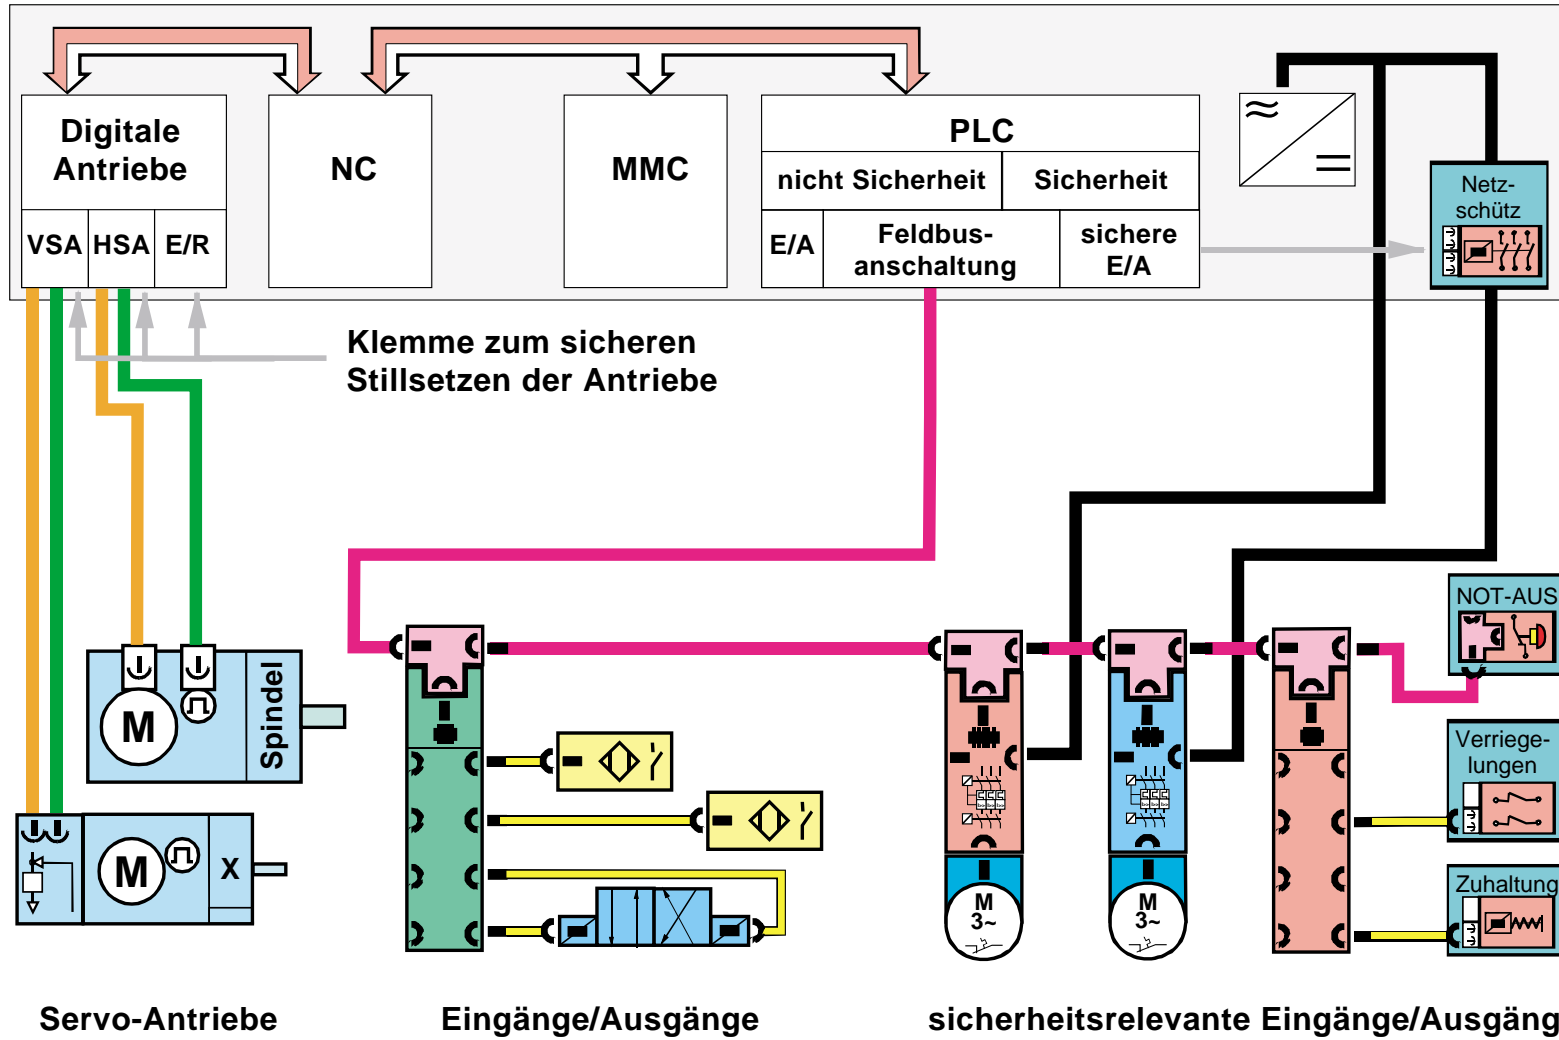 Digitale
Antriebe
NC
MMC
PLC
nicht Sicherheit
Sicherheit
VSA
HSA
E/R
E/A
Feldbus-
anschaltung
sichere
E/A
Netz-
schütz
Klemme zum sicheren
Stillsetzen der Antriebe
NOT-AUS
M
Spindel
Verriege-
lungen
M
X
M
3~
M
3~
Zuhaltung
Servo-Antriebe
Eingänge/Ausgänge
sicherheitsrelevante Eingänge/Ausgäng